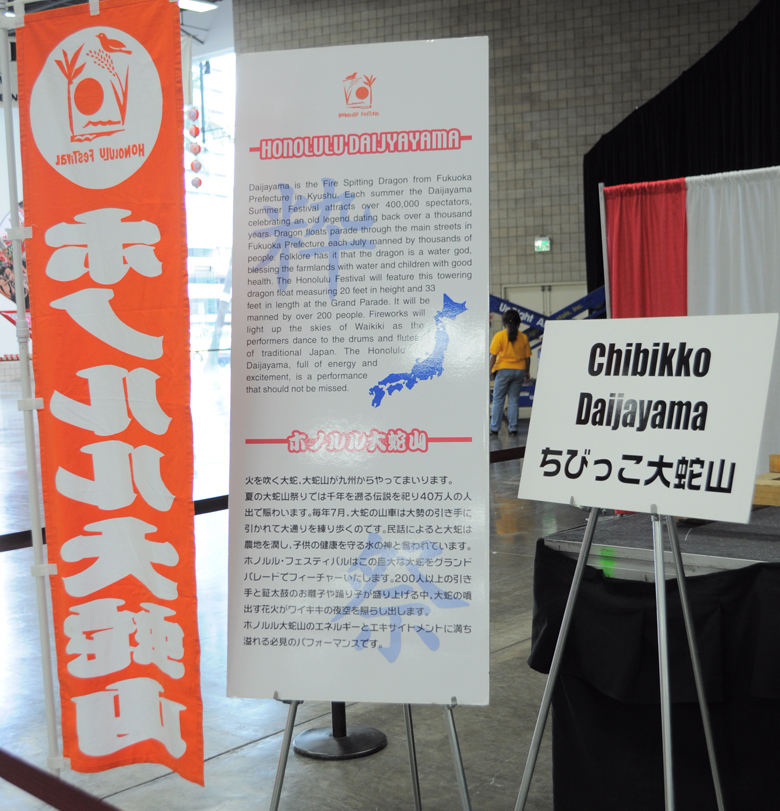 HONOLULU FESTIVAL
ホノルル大蛇山
HONOLULU FESTIVAL
HONOLULU DAIJYAYAMA
Daijayama is the Fire Spitting Dragon from Fukuoka
Prefecture in Kyushu. Each summer the Daijayama
Summer Festival attracts over 400,000 spectators,
celebrating an old legend dating back over a thousand
years. Dragon floats parade through the main streets in
Fukuoka Prefecture each July manned by thousands of
people. Folklore has it that the dragon is a water god,
blessing the farmlands with water and children with good
health. The Honolulu Festival will feature this towering
dragon float measuring 20 feet in height and 33
feet in length at the Grand Parade. It will be
manned by over 200 people. Fireworks will
light up the skies of Waikiki as the
performers dance to the drums and flutes
of traditional Japan. The Honolulu
Daijayama, full of energy and
excitement, is a performance
that should not be missed.
ホノルル大蛇山
火を吹く大蛇、大蛇山が九州からやってまいります。
夏の大蛇山祭りでは千年を遡る伝説を祀り40万人の人
出で賑わいます。毎年7月、大蛇の山車は大勢の引き手に
引かれて大通りを練り歩くのです。民話によると大蛇は
農地を潤し、子供の健康を守る水の神と言われています。
ホノルル・フェスティバルはこの巨大な大蛇をグランド
パレードでフィーチャーいたします。200人以上の引き
手と延太鼓のお囃子や踊り子が盛り上げる中、大蛇の噴
出す花火がワイキキの夜空を照らし出します。
ホノルル大蛇山のエネルギーとエキサイトメントに満ち
溢れる必見のパフォーマンスです。
祭
Chibikko
Daijayama
ちびっこ大蛇山
UpRight